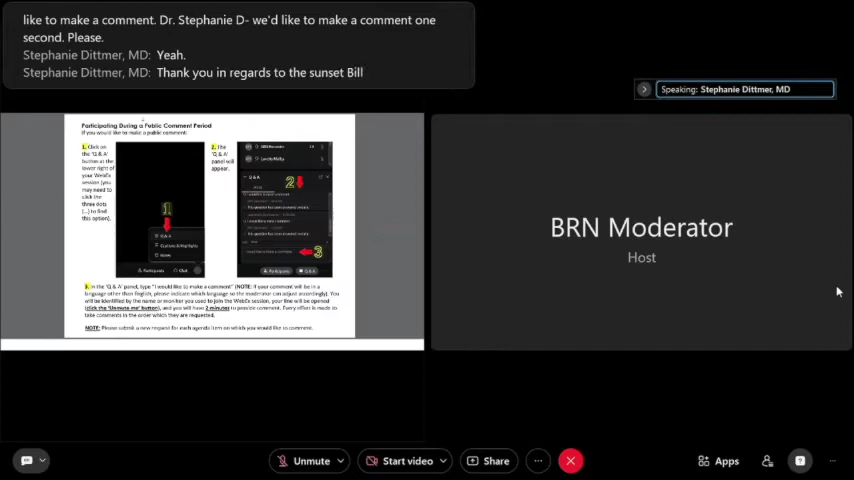 like to make a comment. Dr. Stephanie D- we'd like to make a comment one
second. Please.
Stephanie Dittmer, MD: Yeah.
Stephanie Dittmer, MD: Thank you in regards to the sunset Bill
Speaking: Stephanie Dittmer, MD
Participating During a Public Comment Period
If you would like to make a public comment:
1. Click on
the 'Q & A'
button at the
lower right of
your WebEx
session (you
may need to
click the
three dots
(...) to find
this option).
1
Q & A
Participants
Chat
2. The
'Q & A'
panel will
appear.
Q & A
2
3
Participants
Q & A
3. In the 'Q & A' panel, type "I would like to make a comment" (NOTE: If your comment will be in a
language other than English, please indicate which language so the moderator can adjust accordingly). You
will be identified by the name or moniker you used to join the WebEx session, your line will be opened
(click the 'Unmute me' button), and you will have 2 minutes to provide comment. Every effort is made to
take comments in the order which they are requested.
NOTE: Please submit a new request for each agenda item on which you would like to comment.
BRN Moderator
Host
Unmute
Start video
Share
Apps